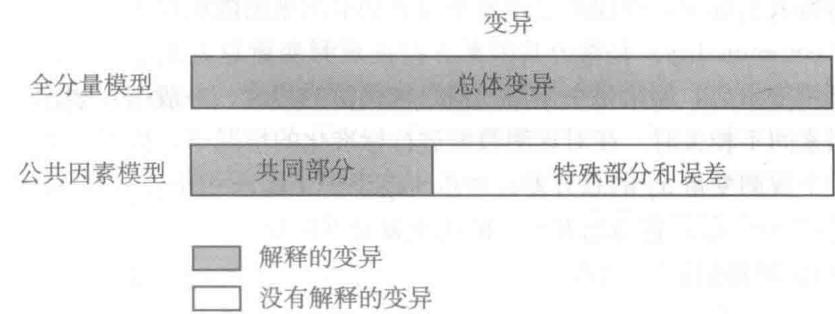 变异
全分量模型 总体变异
公共因素模型 共同部分 特殊部分和误差
解释的变异
没有解释的变异